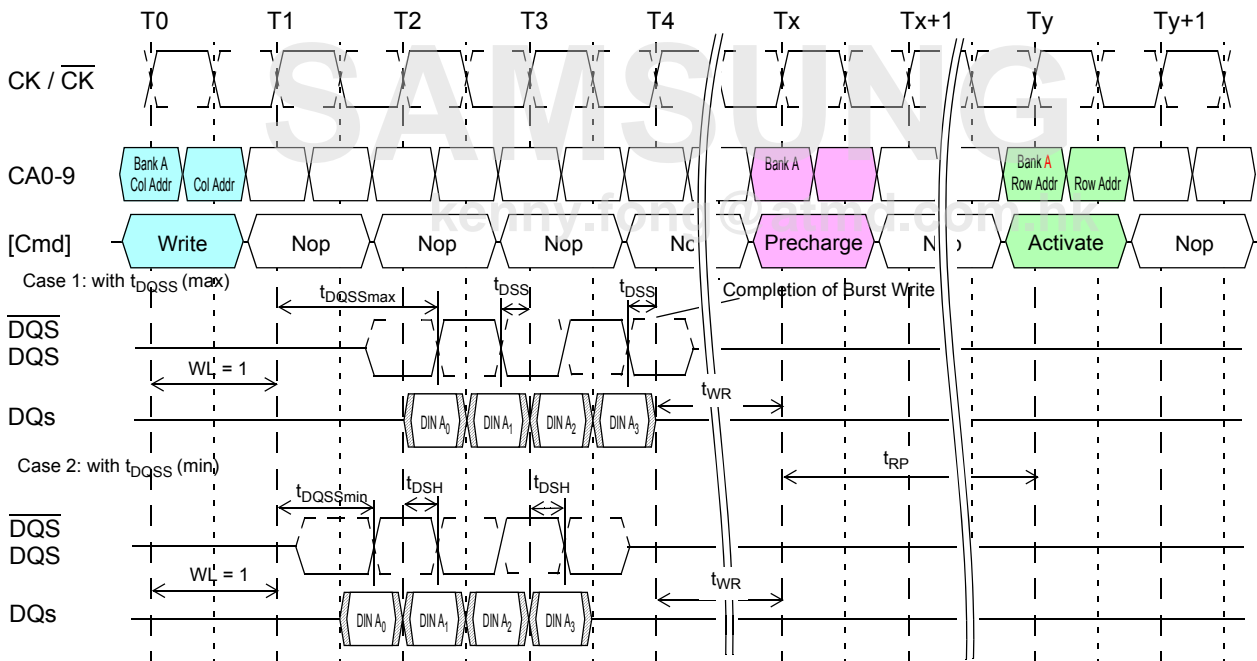 T0 T1 T2 T3 T4 Tx Tx+1 Ty Ty+1
SAMSUNG
CK / CK
CA0-9
Bank A
Col Addr
Col Addr
Bank A
Bank A
Row Addr
Row Addr
kenny.fong@atmd.com.hk
[Cmd] Write Nop Nop Nop Nop Precharge Nop Activate Nop
Case 1: with tDQSS (max)
tDQSSmax tDSS tDSS Completion of Burst Write
DQS
DQS
WL = 1
tWR
DQs DIN A0 DIN A1 DIN A2 DIN A3
Case 2: with tDQSS (min)
tRP
tDQSSmin tDSH tDSH
DQS
DQS
WL = 1
tWR
DQs DIN A0 DIN A1 DIN A2 DIN A3